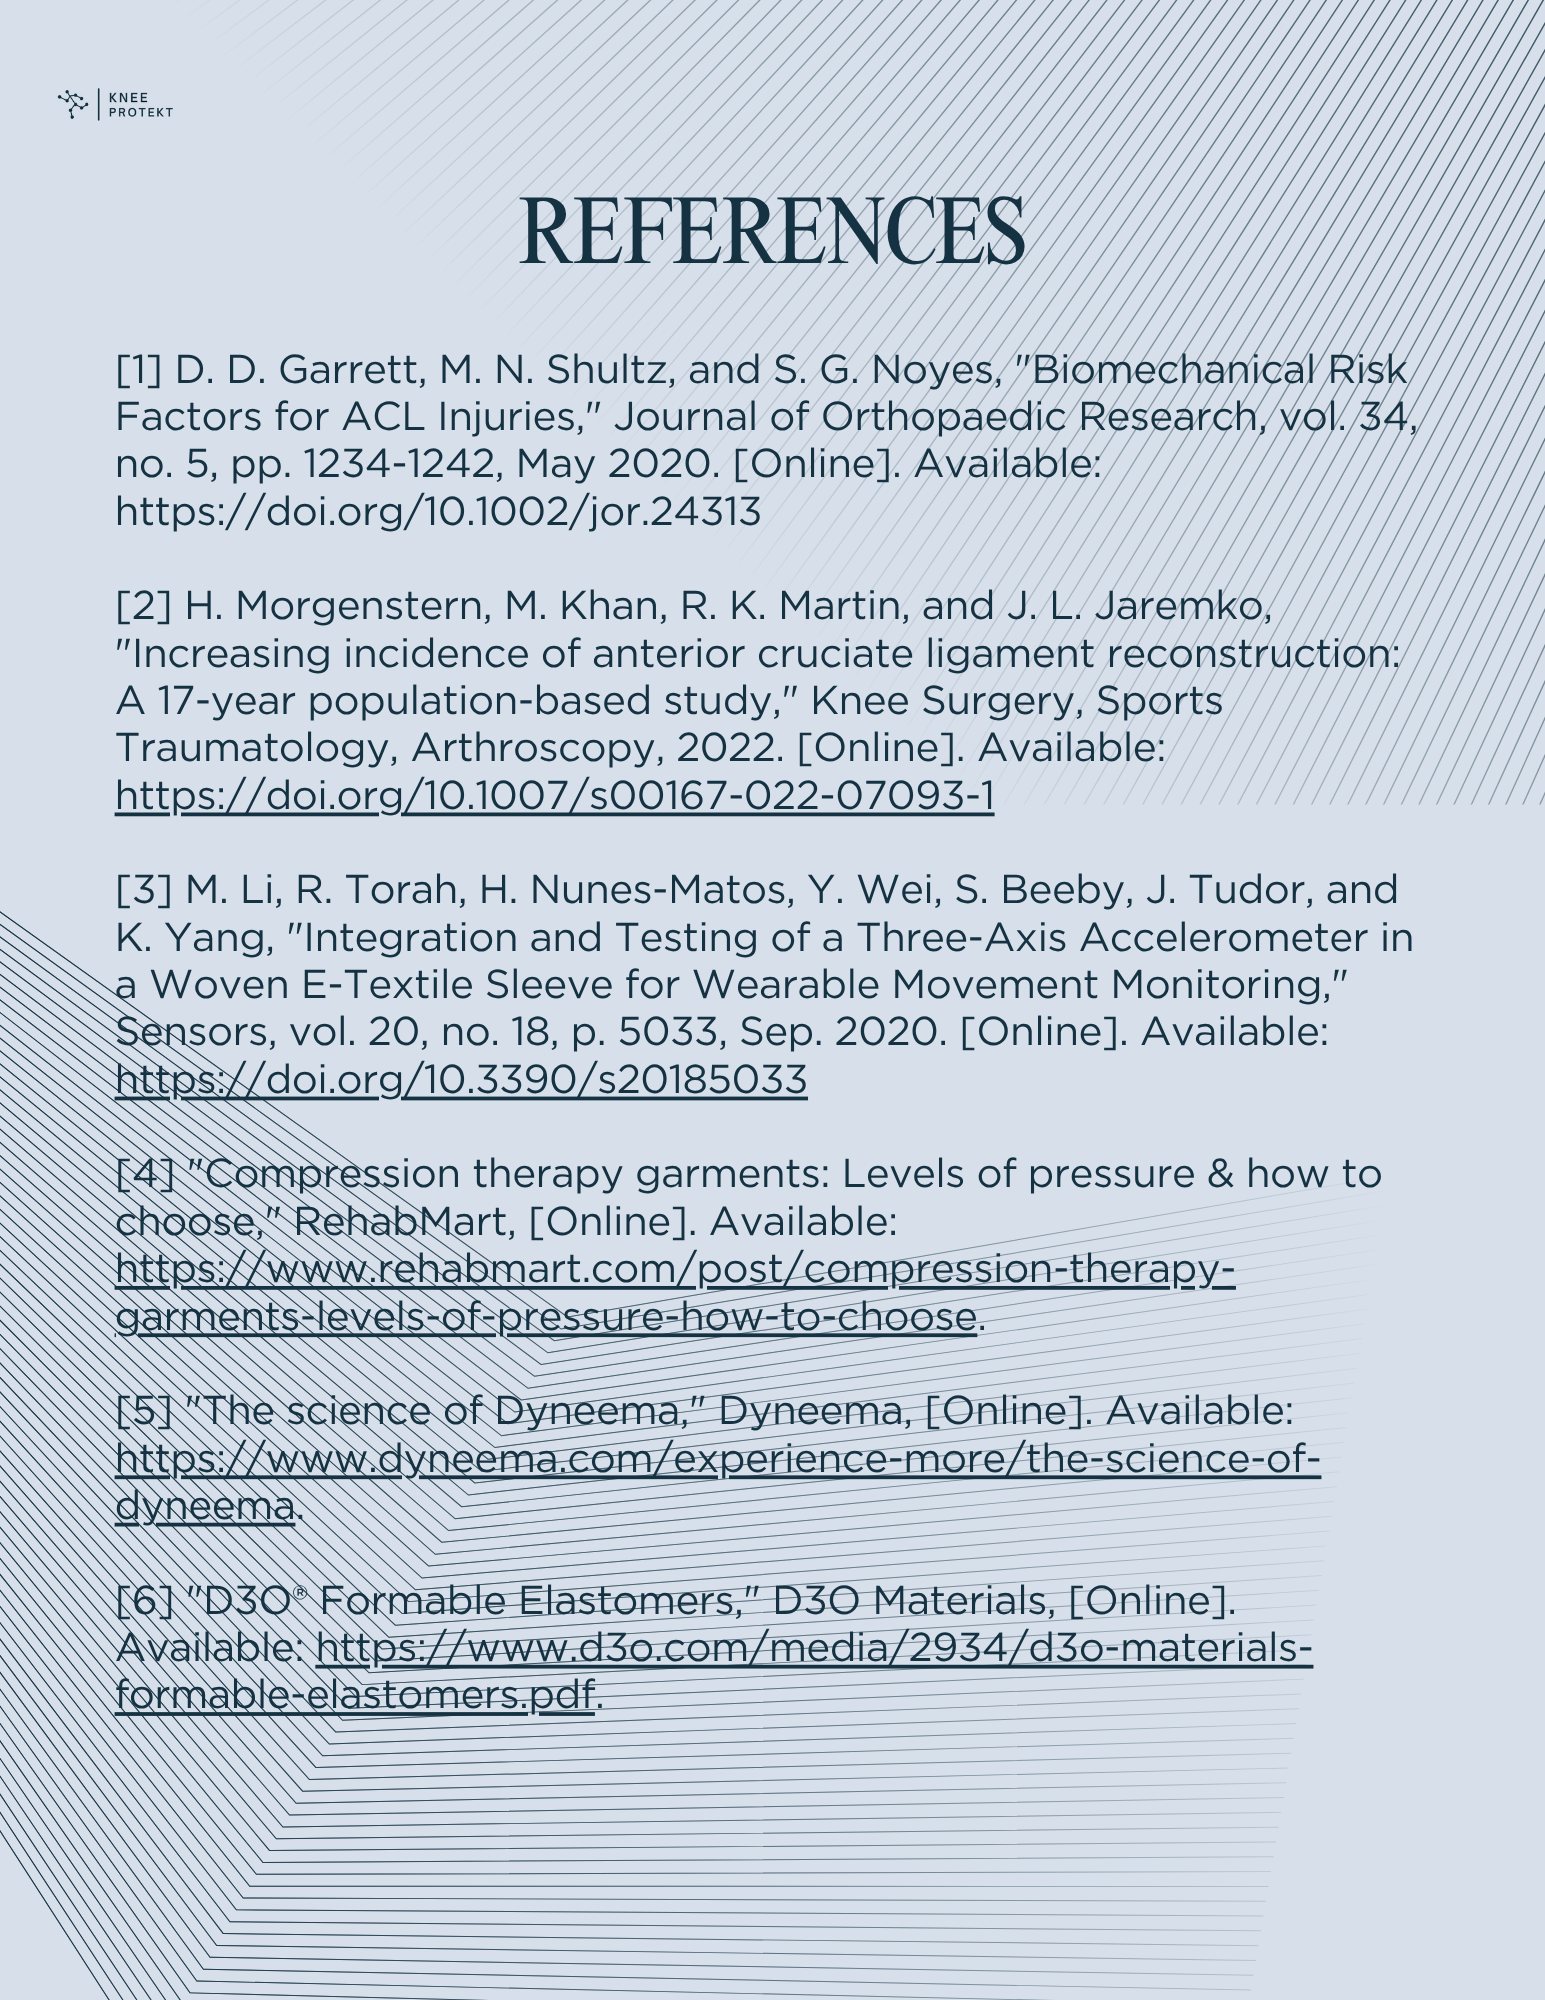 KNEE
PROTEKT
REFERENCES
[1] D. D. Garrett, M. N. Shultz, and S. G. Noyes, "Biomechanical Risk
Factors for ACL Injuries," Journal of Orthopaedic Research, vol. 34,
no. 5, pp. 1234-1242, May 2020. [Online]. Available:
https://doi.org/10.1002/jor.24313
[2] H. Morgenstern, M. Khan, R. K. Martin, and J. L. Jaremko,
"Increasing incidence of anterior cruciate ligament reconstruction:
A 17-year population-based study," Knee Surgery, Sports
Traumatology, Arthroscopy, 2022. [Online]. Available:
https://doi.org/10.1007/s00167-022-07093-1
[3] M. Li, R. Torah, H. Nunes-Matos, Y. Wei, S. Beeby, J. Tudor, and
K. Yang, "Integration and Testing of a Three-Axis Accelerometer in
a Woven E-Textile Sleeve for Wearable Movement Monitoring,"
Sensors, vol. 20, no. 18, p. 5033, Sep. 2020. [Online]. Available:
https://doi.org/10.3390/s20185033
[4] "Compression therapy garments: Levels of pressure & how to
choose," RehabMart, [Online]. Available:
https://www.rehabmart.com/post/compression-therapy-
garments-levels-of-pressure-how-to-choose.
[5] "The science of Dyneema," Dyneema, [Online]. Available:
https://www.dyneema.com/experience-more/the-science-of-
dyneema.
[6] "D3O® Formable Elastomers," D3O Materials, [Online].
Available: https://www.d3o.com/media/2934/d3o-materials-
formable-elastomers.pdf.